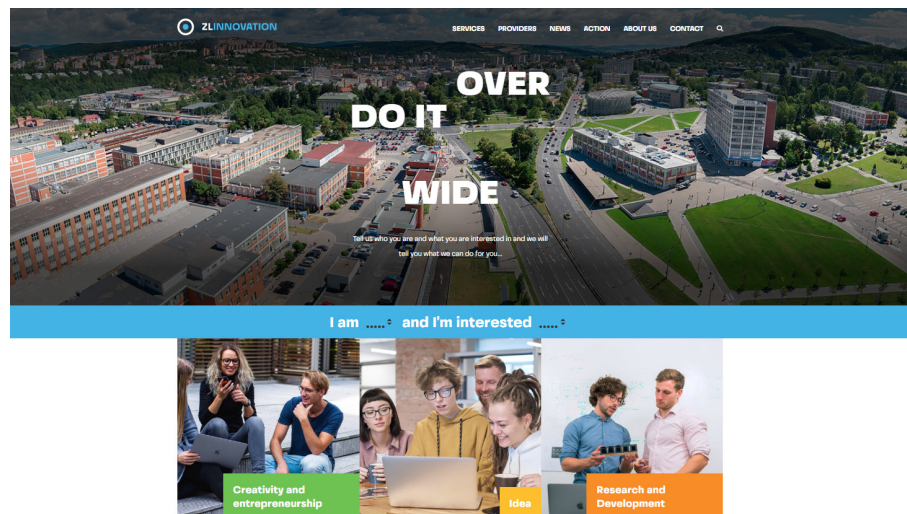 ZLINNOVATION
SERVICES PROVIDERS NEWS ACTION ABOUT US CONTACT
OVER
DO IT
WIDE
Tell us who you are and what you are interested in and we will
tell you what we can do for you...
I am ..... and I'm interested .....
Creativity and
entrepreneurship
Idea
Research and
Development